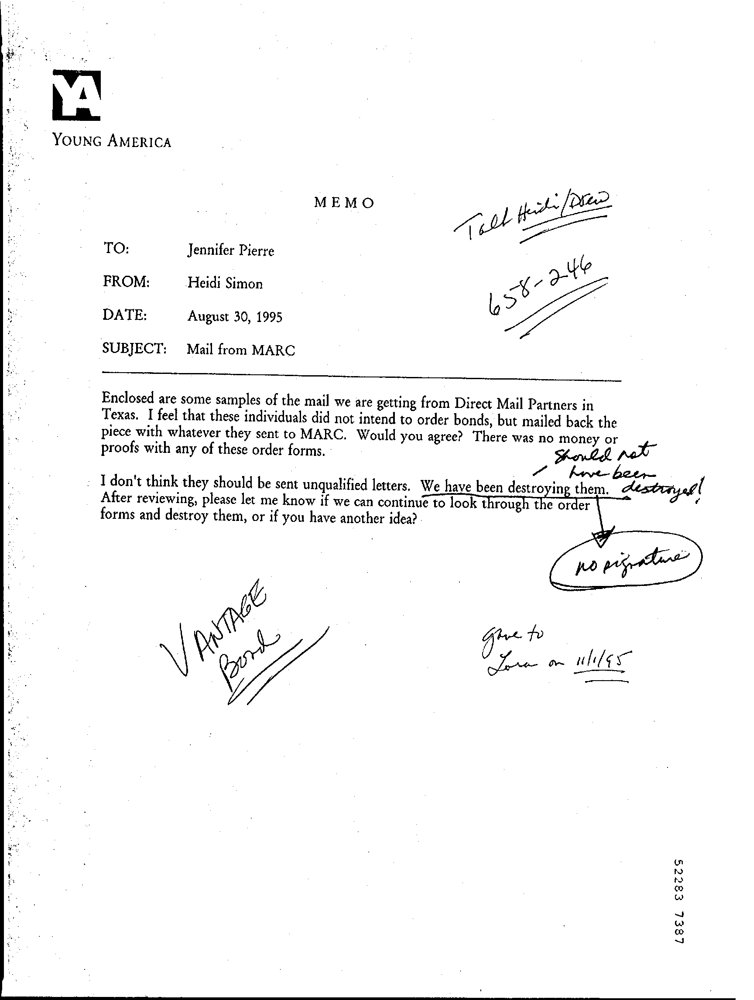 YA
YOUNG AMERICA
MEMO
Talk Heidi/Drew
658-246
TO: Jennifer Pierre
FROM: Heidi Simon
DATE: August 30, 1995
SUBJECT: Mail from MARC
Enclosed are some samples of the mail we are getting from Direct Mail Partners in
Texas. I feel that these individuals did not intend to order bonds, but mailed back the
piece with whatever they sent to MARC. Would you agree? There was no money or
proofs with any of these order forms.
Should not
have been
destroyed!
I don't think they should be sent unqualified letters. We have been destroying them.
After reviewing, please let me know if we can continue to look through the order
forms and destroy them, or if you have another idea?
no signature
VANTAGE
Bond
gave to
Lora on 11/1/95
52283 7387